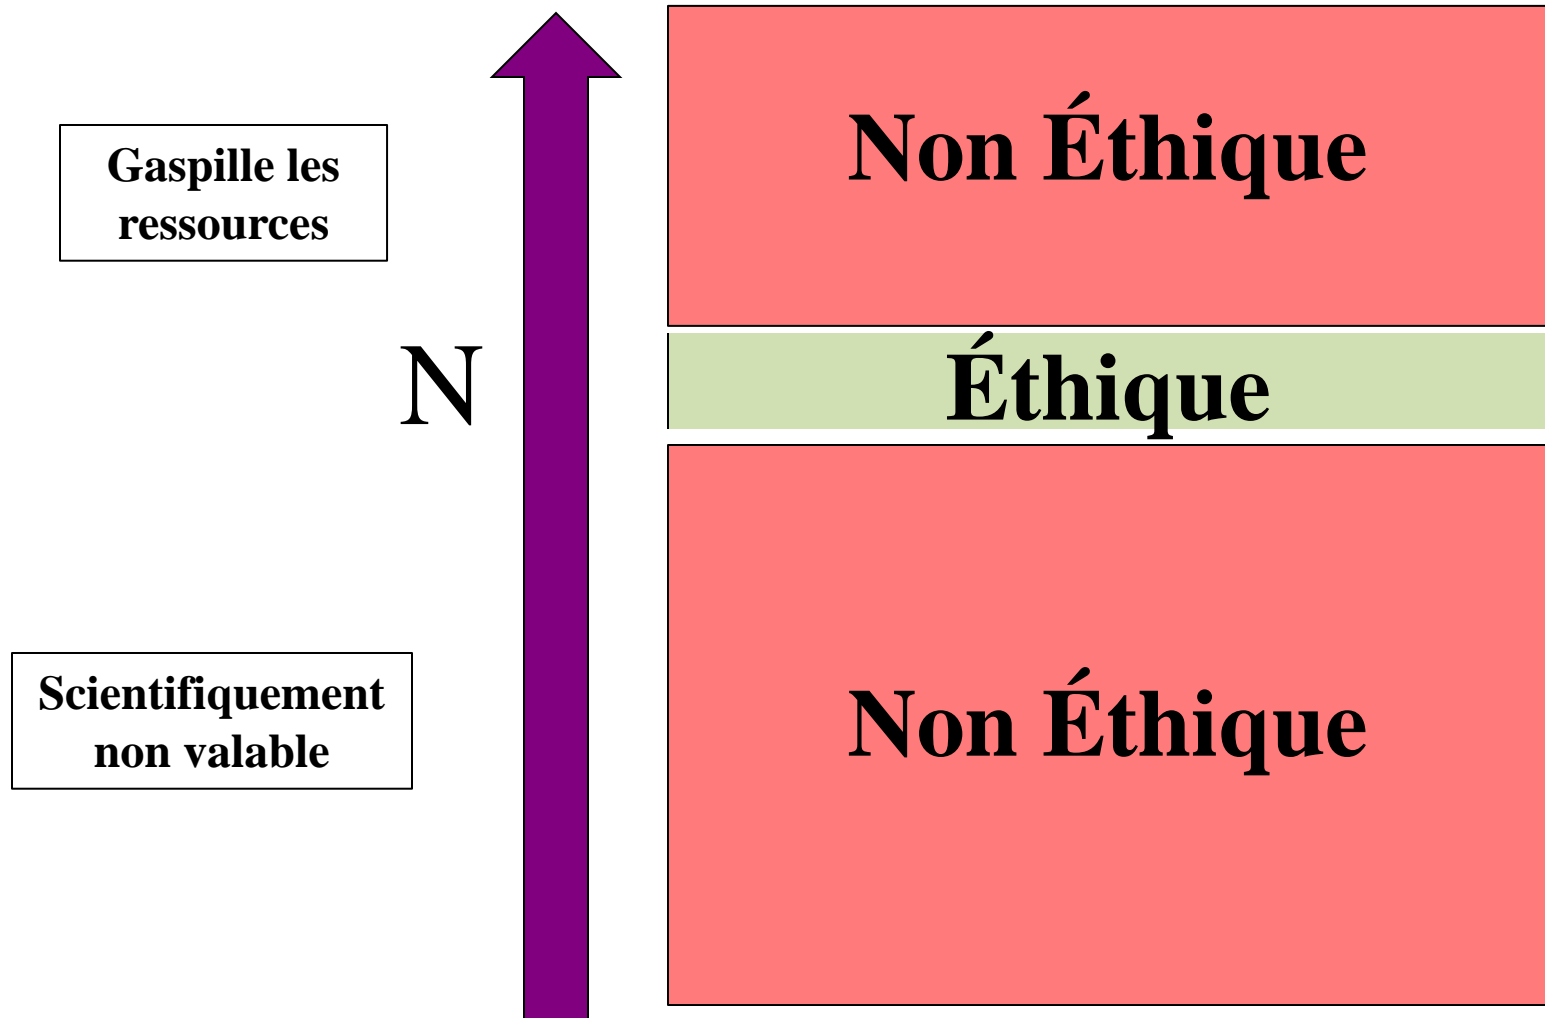 Non Éthique
Gaspille les
ressources
N
Éthique
Scientifiquement
non valable
Non Éthique